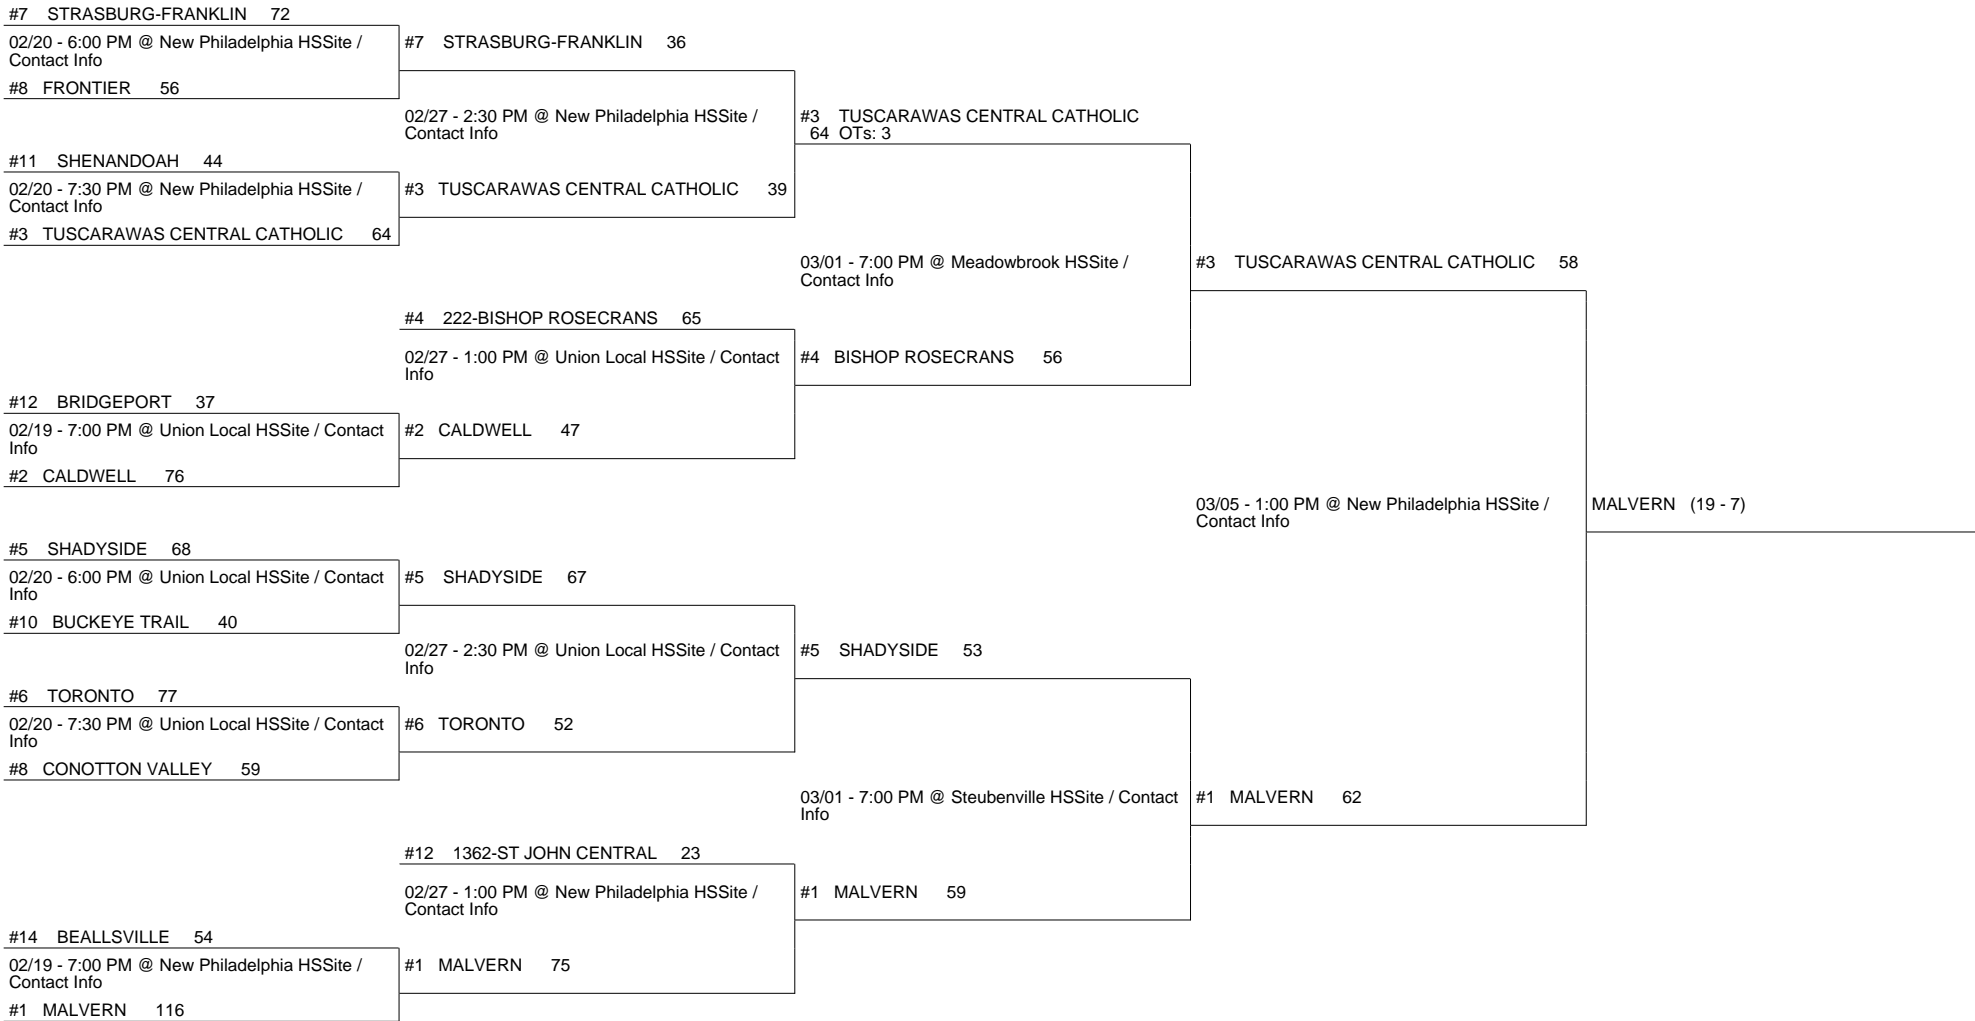 #7 STRASBURG-FRANKLIN 72
02/20 - 6:00 PM @ New Philadelphia HSSite /
Contact Info
#8 FRONTIER 56
#11 SHENANDOAH 44
02/20 - 7:30 PM @ New Philadelphia HSSite /
Contact Info
#3 TUSCARAWAS CENTRAL CATHOLIC 64
#12 BRIDGEPORT 37
02/19 - 7:00 PM @ Union Local HSSite / Contact
Info
#2 CALDWELL 76
#5 SHADYSIDE 68
02/20 - 6:00 PM @ Union Local HSSite / Contact
Info
#10 BUCKEYE TRAIL 40
#6 TORONTO 77
02/20 - 7:30 PM @ Union Local HSSite / Contact
Info
#8 CONOTTON VALLEY 59
#14 BEALLSVILLE 54
02/19 - 7:00 PM @ New Philadelphia HSSite /
Contact Info
#1 MALVERN 116
#7 STRASBURG-FRANKLIN 36
02/27 - 2:30 PM @ New Philadelphia HSSite /
Contact Info
#3 TUSCARAWAS CENTRAL CATHOLIC 39
#4 222-BISHOP ROSECRANS 65
02/27 - 1:00 PM @ Union Local HSSite / Contact
Info
#2 CALDWELL 47
#5 SHADYSIDE 67
02/27 - 2:30 PM @ Union Local HSSite / Contact
Info
#6 TORONTO 52
#12 1362-ST JOHN CENTRAL 23
02/27 - 1:00 PM @ New Philadelphia HSSite /
Contact Info
#1 MALVERN 75
#3 TUSCARAWAS CENTRAL CATHOLIC
64 OTs: 3
03/01 - 7:00 PM @ Meadowbrook HSSite /
Contact Info
#4 BISHOP ROSECRANS 56
#5 SHADYSIDE 53
03/01 - 7:00 PM @ Steubenville HSSite / Contact
Info
#1 MALVERN 59
#3 TUSCARAWAS CENTRAL CATHOLIC 58
03/05 - 1:00 PM @ New Philadelphia HSSite /
Contact Info
#1 MALVERN 62
MALVERN (19 - 7)